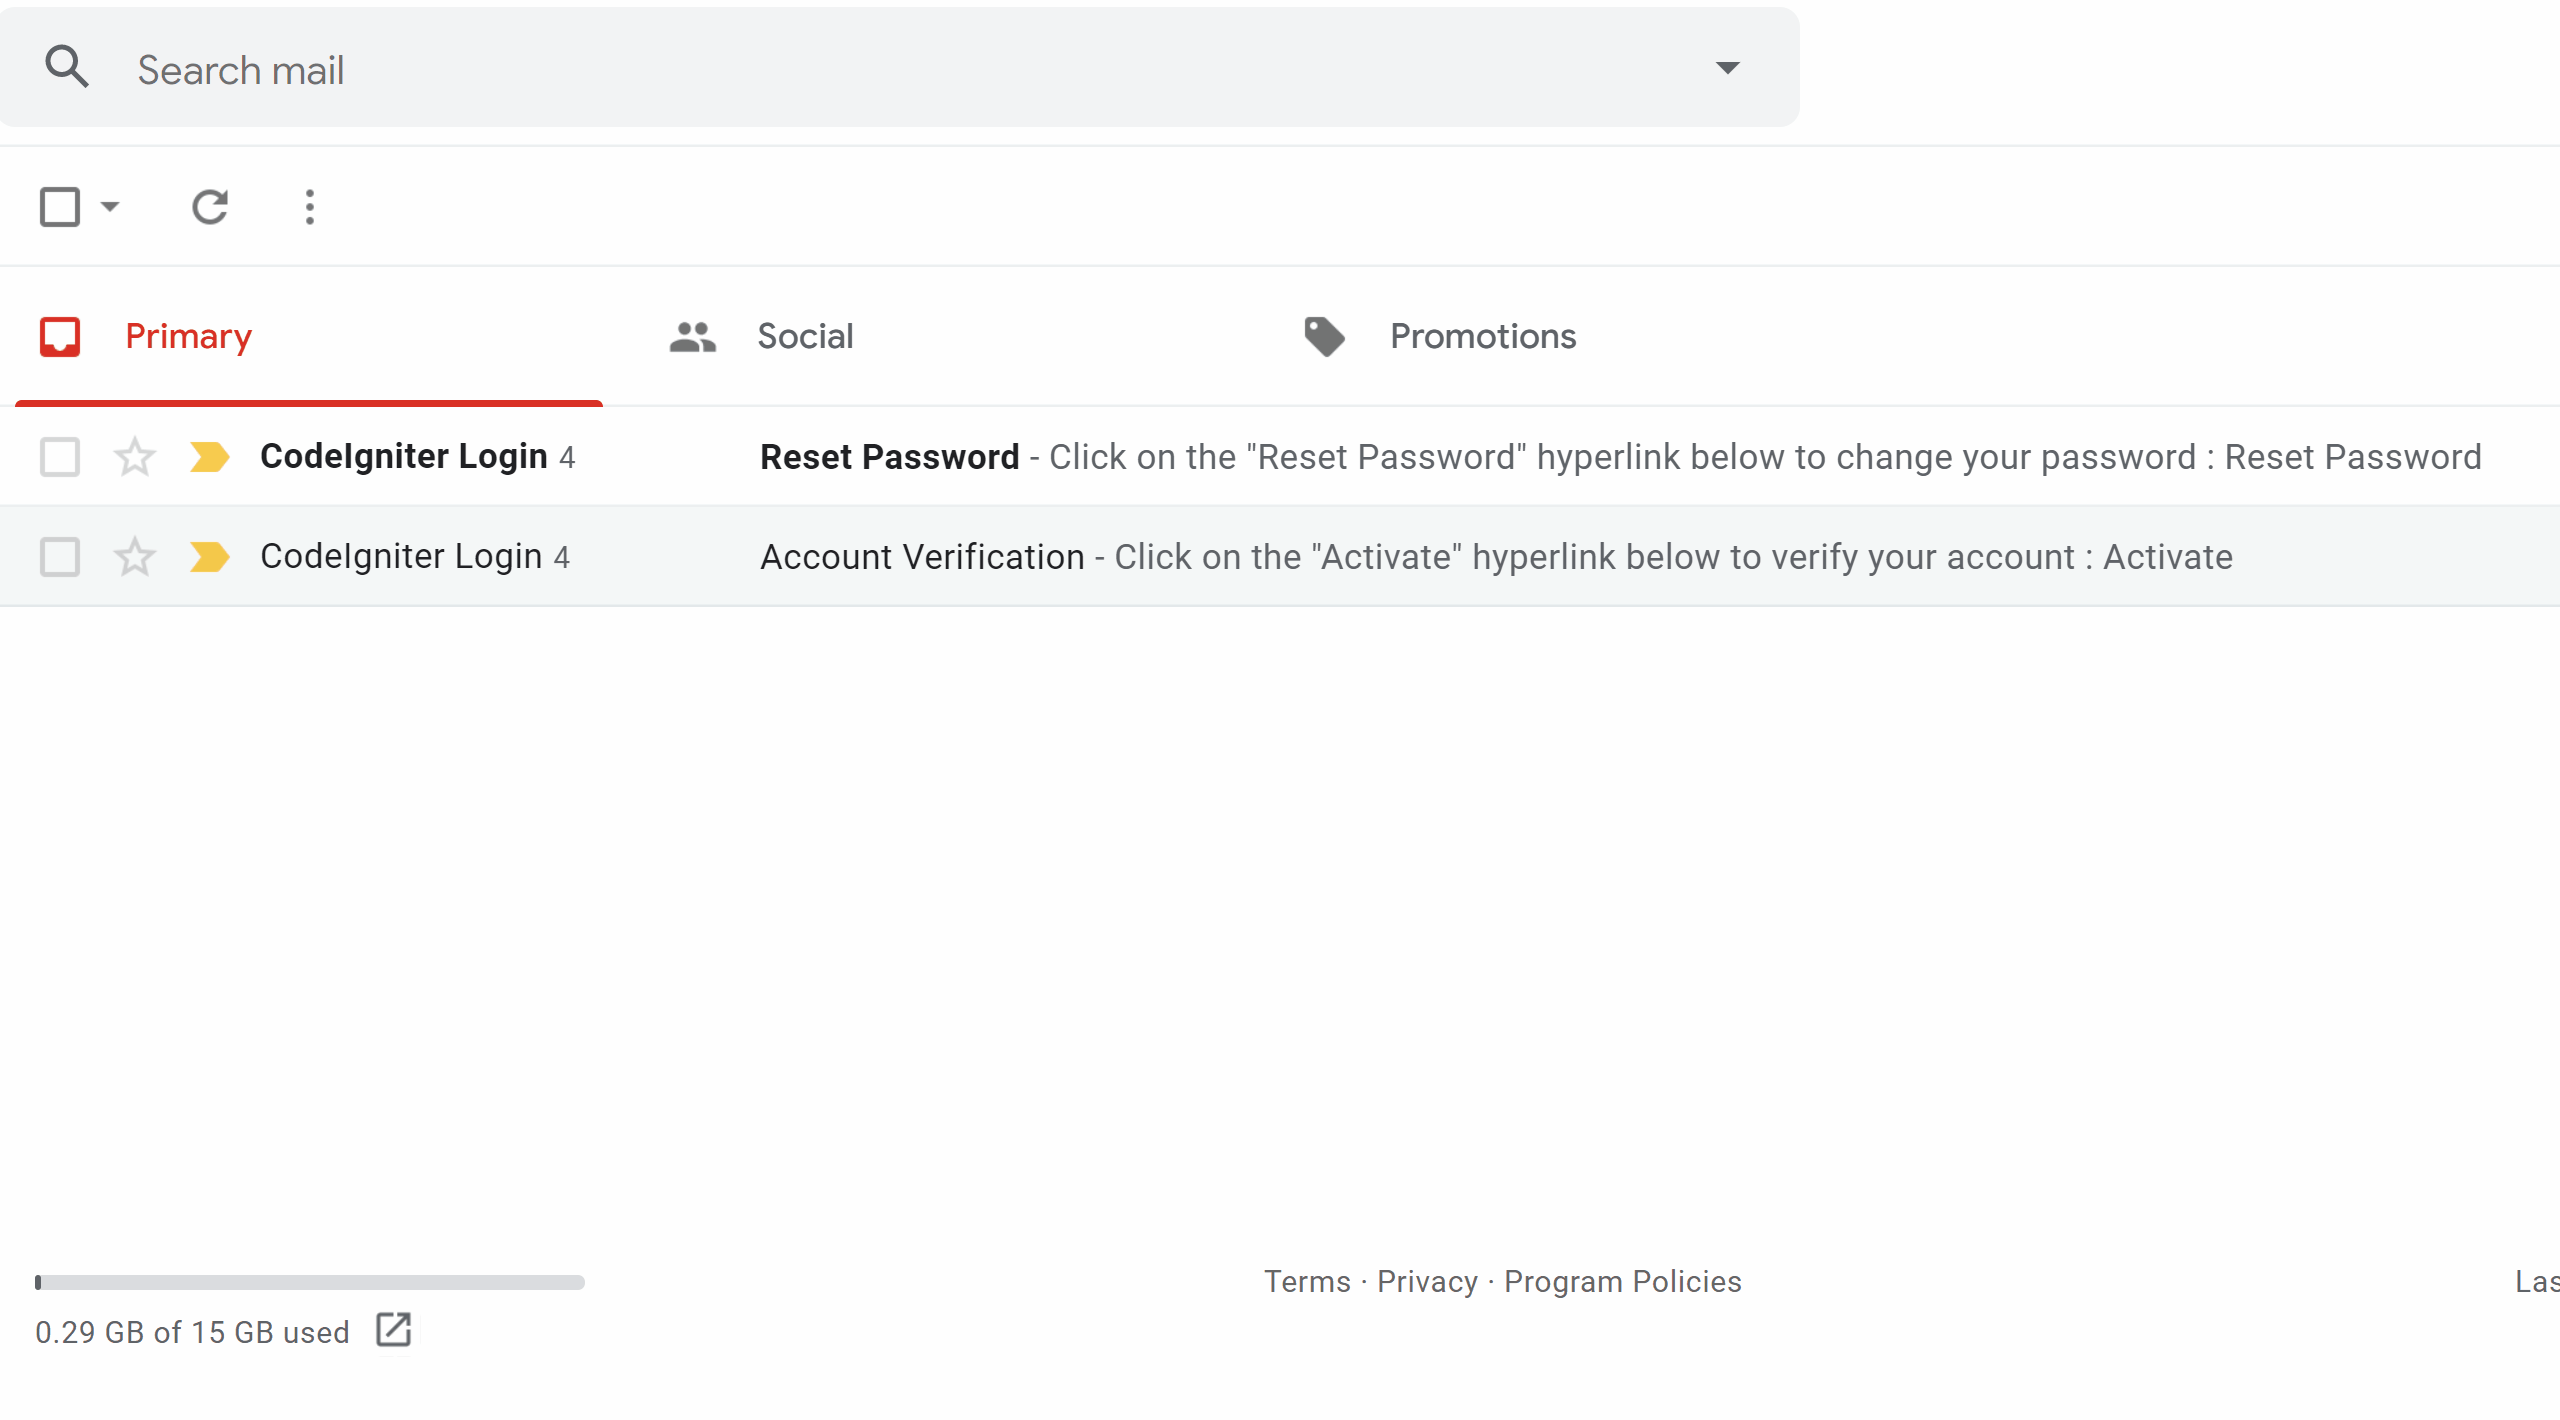 Search mail
Primary
Social
Promotions
CodeIgniter Login 4
Reset Password - Click on the "Reset Password" hyperlink below to change your password : Reset Password
CodeIgniter Login 4
Account Verification - Click on the "Activate" hyperlink below to verify your account : Activate
Terms · Privacy · Program Policies
Las
0.29 GB of 15 GB used